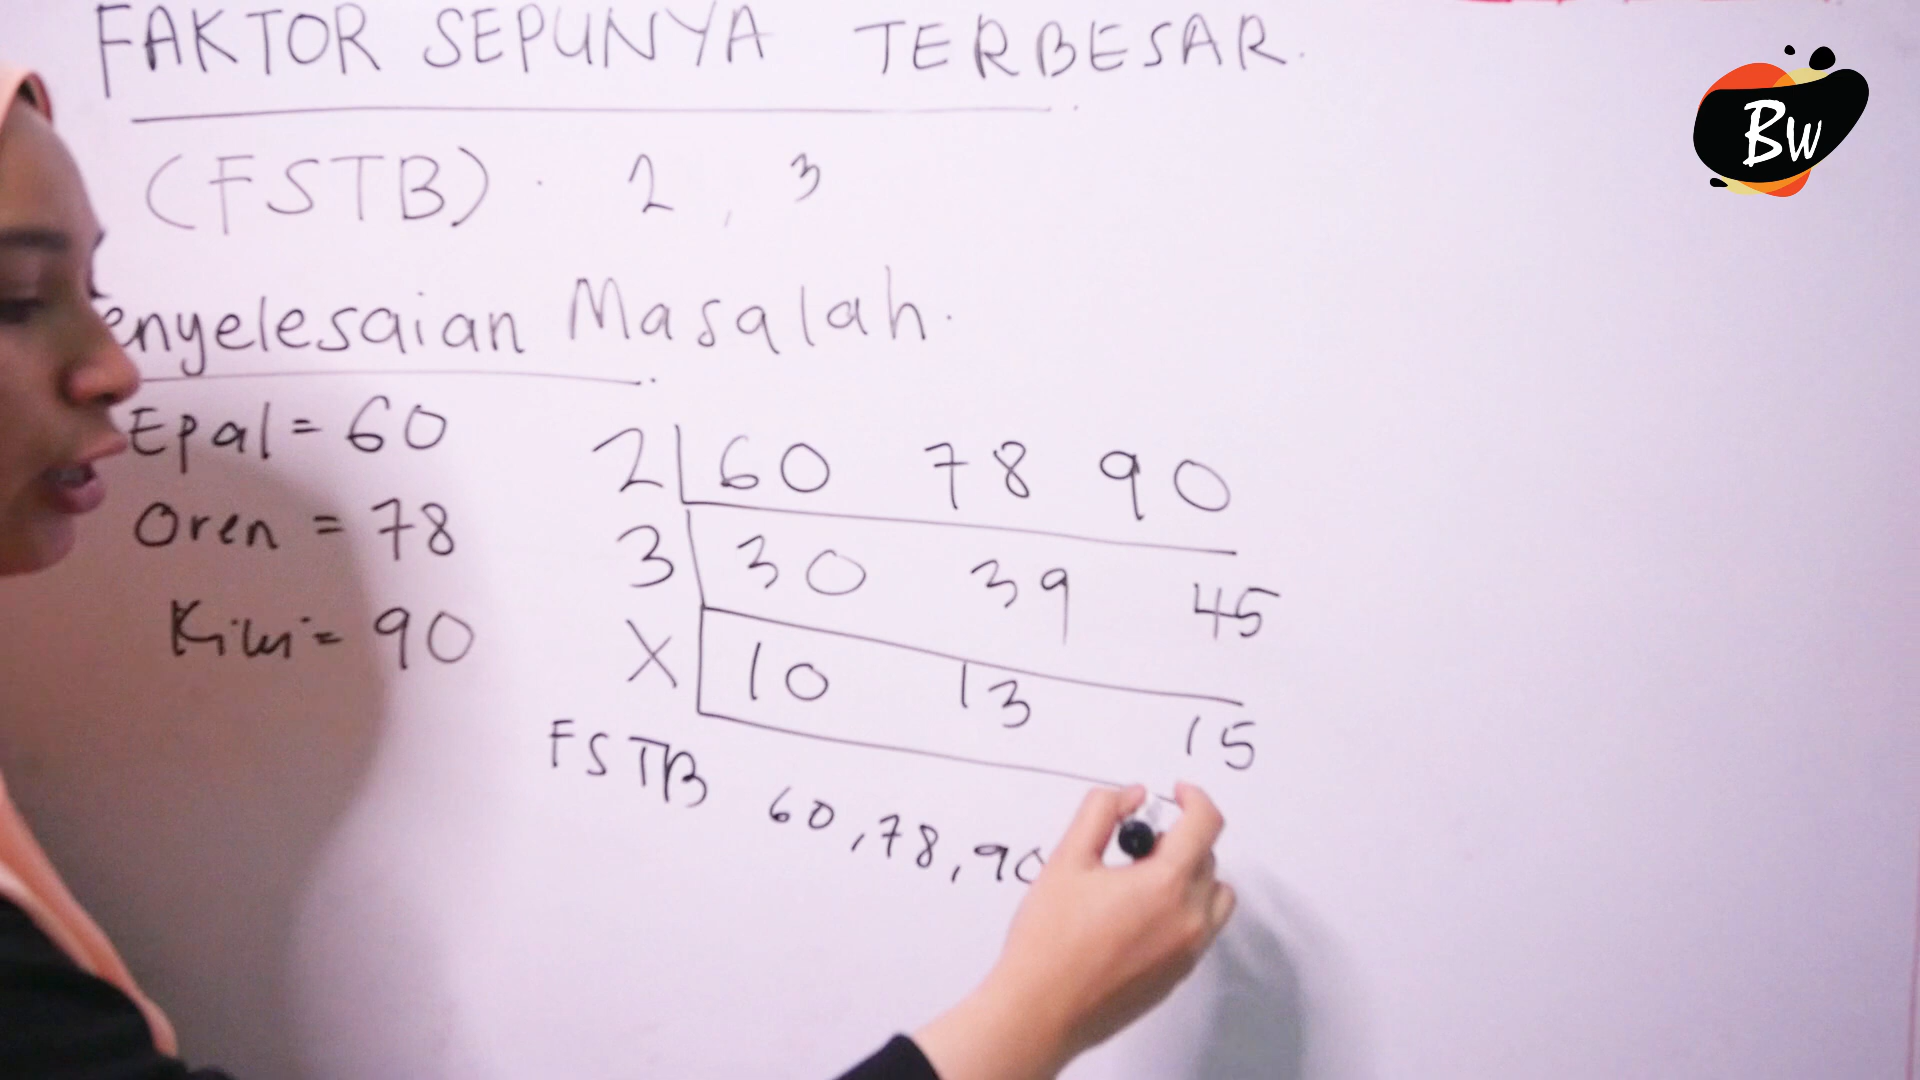 FAKTOR SEPUNYA TERBESAR.
(FSTB). 2, 3
enyelesaian Masalah.
Epal = 60
Oren = 78
Kiwi = 90
2 60 78 90
3 30 39 45
X 10 13 15
FSTB 60, 78, 90
BW